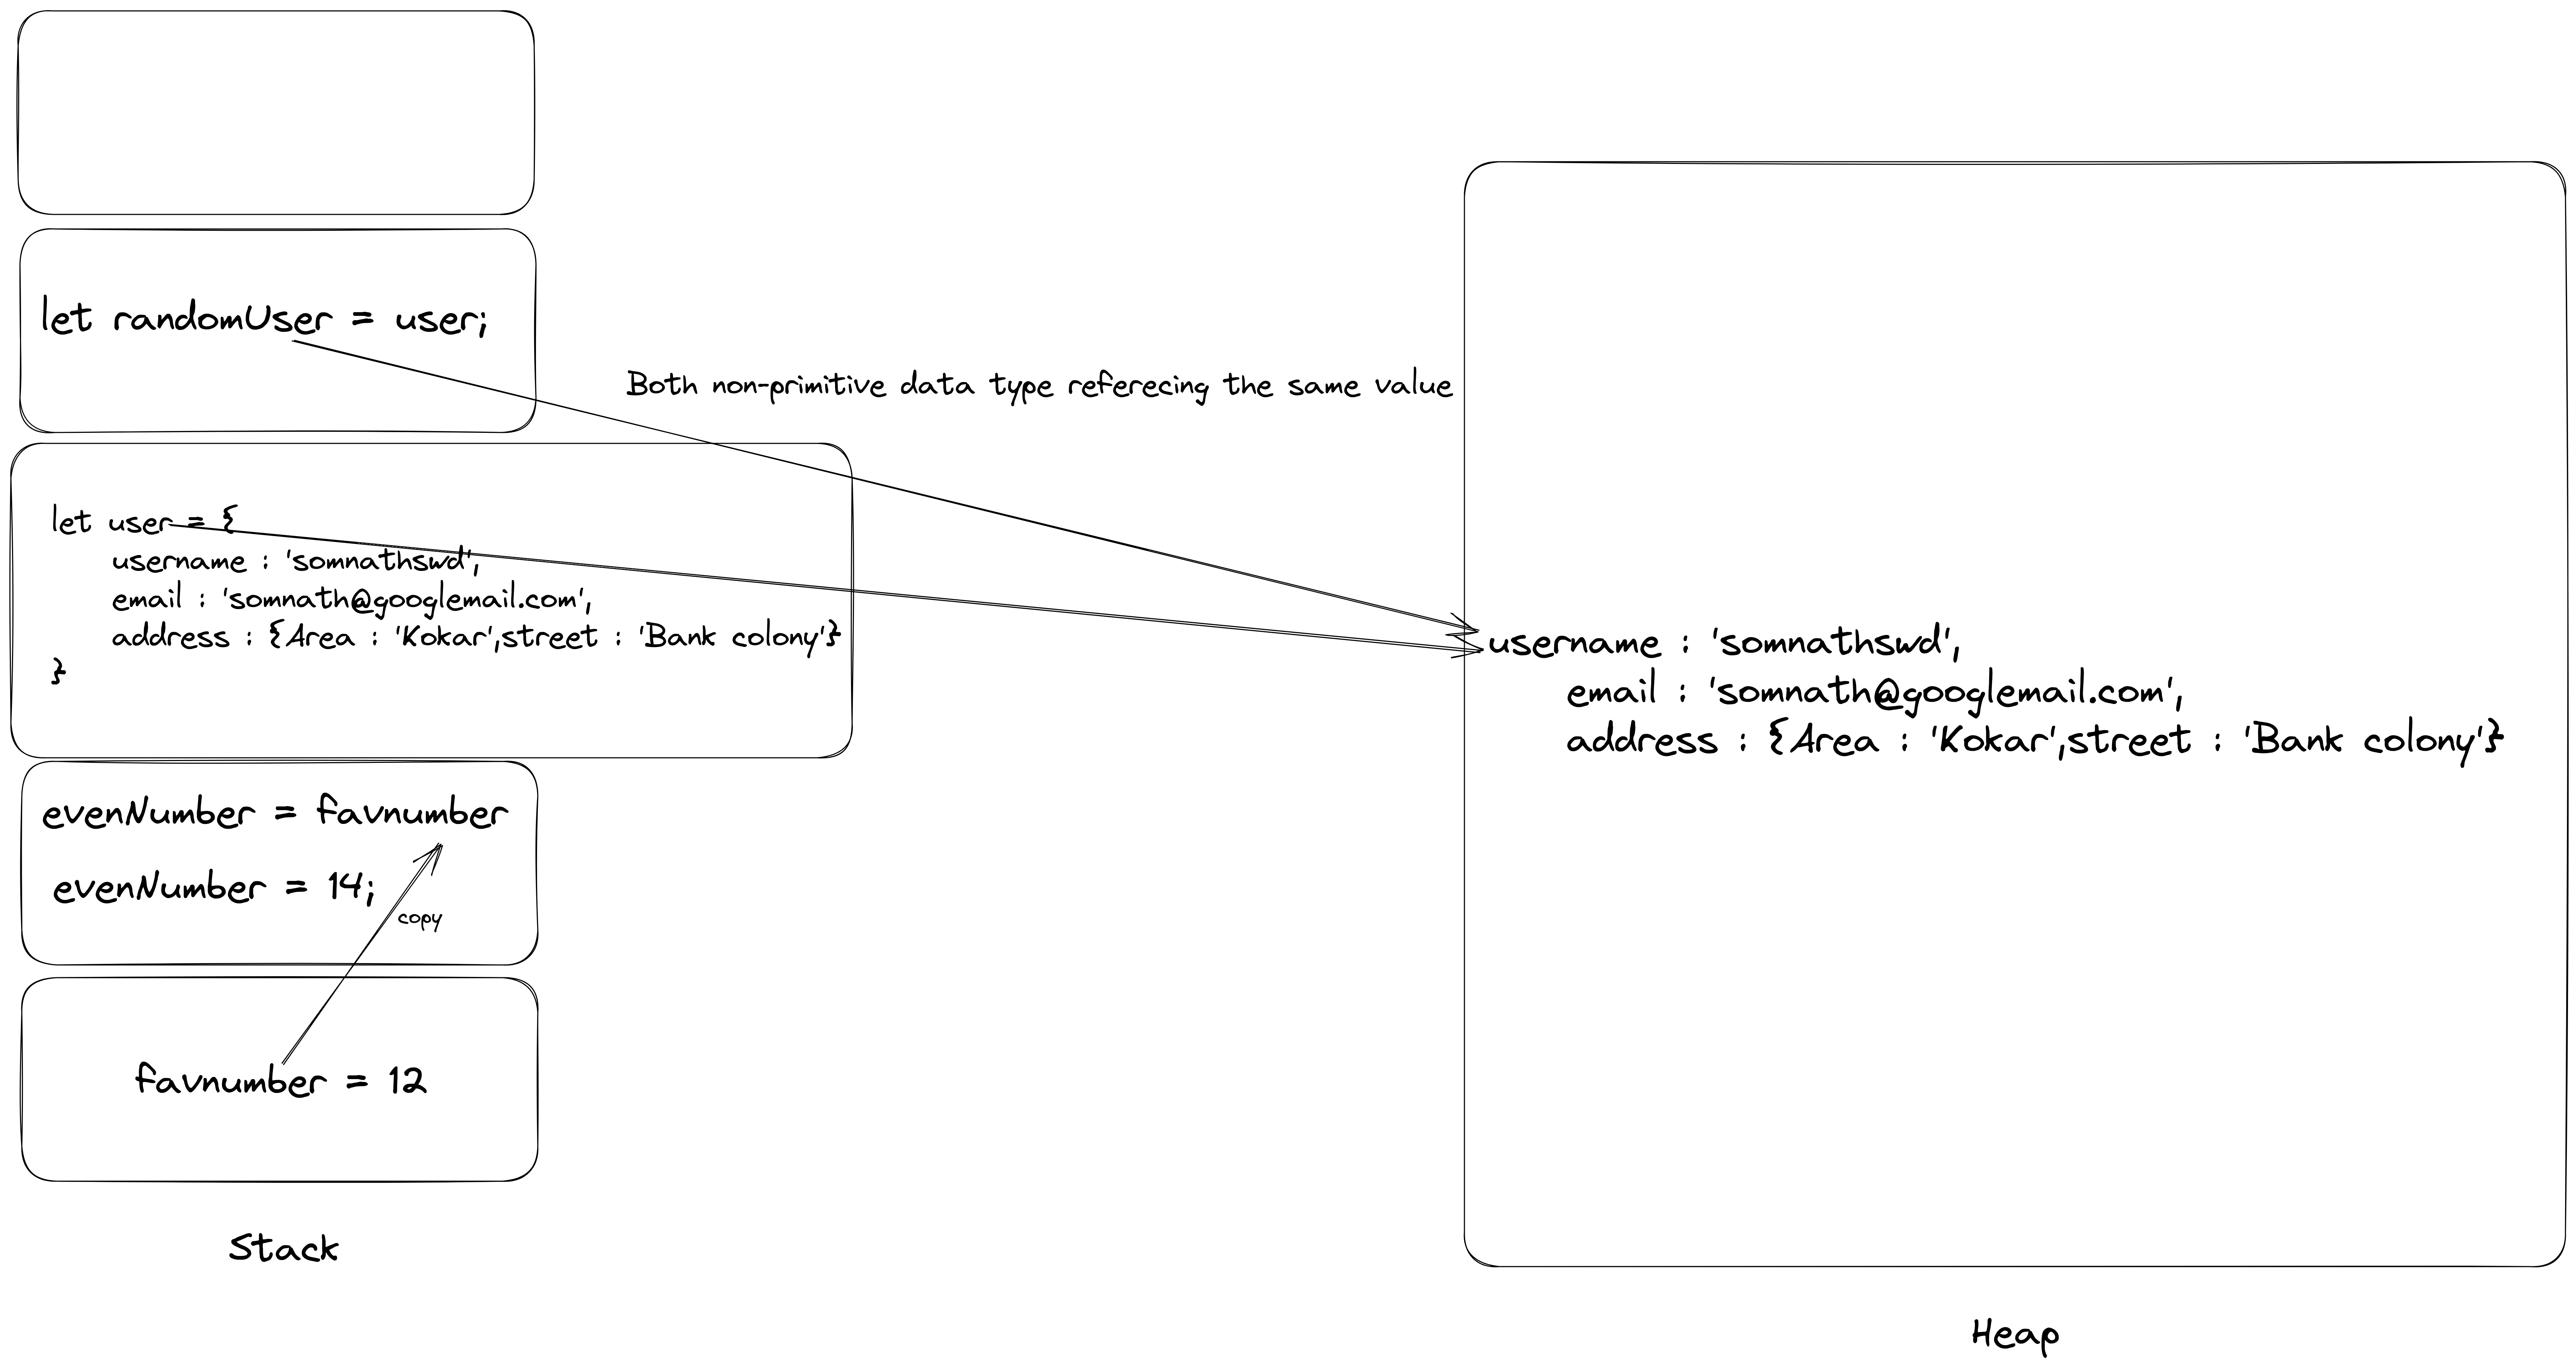 let randomUser = user;
Both non-primitive data type referecing the same value
let user = {
username : 'somnathswd',
email : 'somnath@googlemail.com',
address : {Area : 'Kokar',street : 'Bank colony'}
}
username : 'somnathswd',
email : 'somnath@googlemail.com',
address : {Area : 'Kokar',street : 'Bank colony'}
evenNumber = favnumber
evenNumber = 14;
copy
favnumber = 12
Stack
Heap